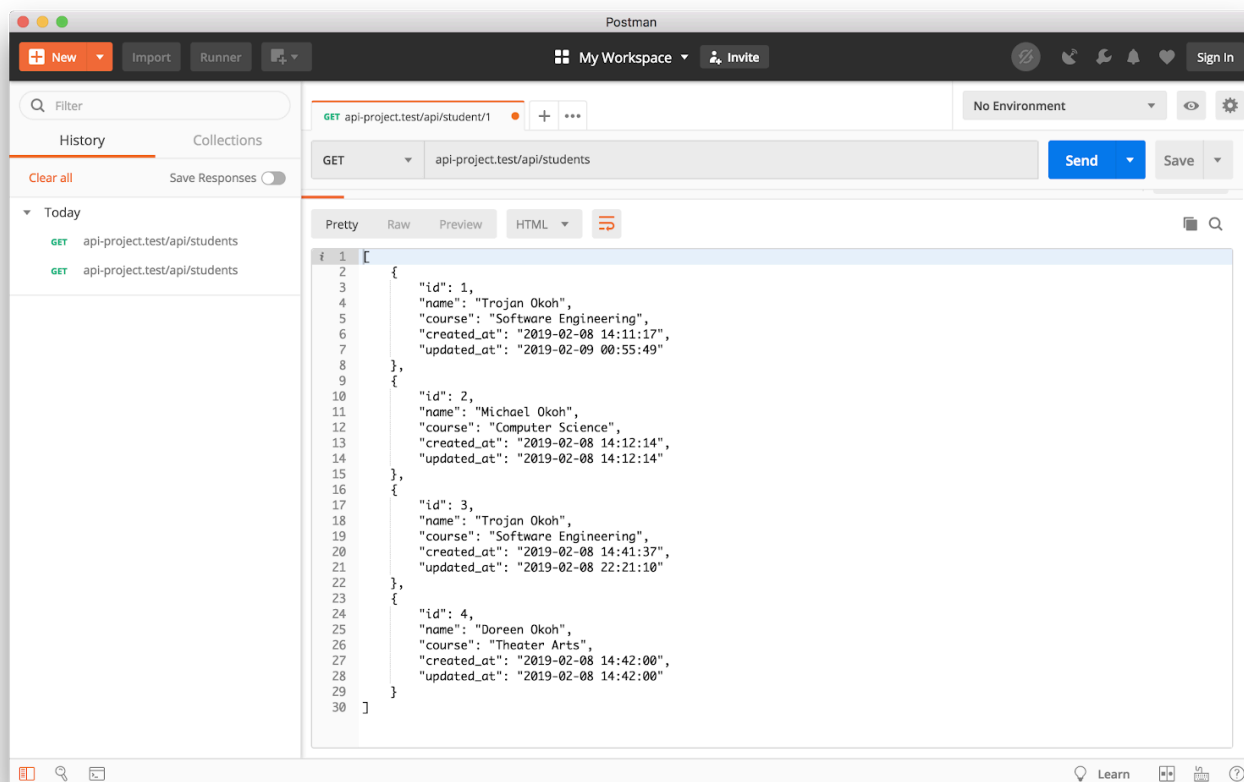 Postman
New Import Runner My Workspace Invite Sign In
Filter
History Collections
Clear all Save Responses
Today
GET api-project.test/api/students
GET api-project.test/api/students
GET api-project.test/api/student/1 No Environment
GET api-project.test/api/students Send Save
Pretty Raw Preview HTML
i 1 [
2 {
3 "id": 1,
4 "name": "Trojan Okoh",
5 "course": "Software Engineering",
6 "created_at": "2019-02-08 14:11:17",
7 "updated_at": "2019-02-09 00:55:49"
8 },
9 {
10 "id": 2,
11 "name": "Michael Okoh",
12 "course": "Computer Science",
13 "created_at": "2019-02-08 14:12:14",
14 "updated_at": "2019-02-08 14:12:14"
15 },
16 {
17 "id": 3,
18 "name": "Trojan Okoh",
19 "course": "Software Engineering",
20 "created_at": "2019-02-08 14:41:37",
21 "updated_at": "2019-02-08 22:21:10"
22 },
23 {
24 "id": 4,
25 "name": "Doreen Okoh",
26 "course": "Theater Arts",
27 "created_at": "2019-02-08 14:42:00",
28 "updated_at": "2019-02-08 14:42:00"
29 }
30 ]
Learn